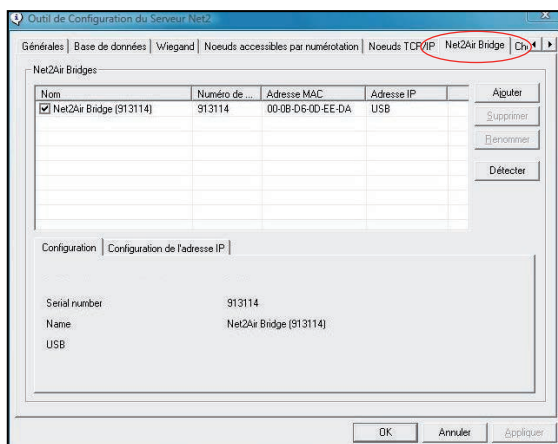 Outil de Configuration du Serveur Net2
Générales Base de données Wiegand Noeuds accessibles par numérotation Noeuds TCP/IP Net2Air Bridge
Net2Air Bridges
Nom Numéro de ... Adresse MAC Adresse IP
Net2Air Bridge (913114) 913114 00-0B-D6-0D-EE-DA USB
Ajouter
Supprimer
Renommer
Détecter
Configuration Configuration de l'adresse IP
Serial number 913114
Name Net2Air Bridge (913114)
USB
OK Annuler Appliquer